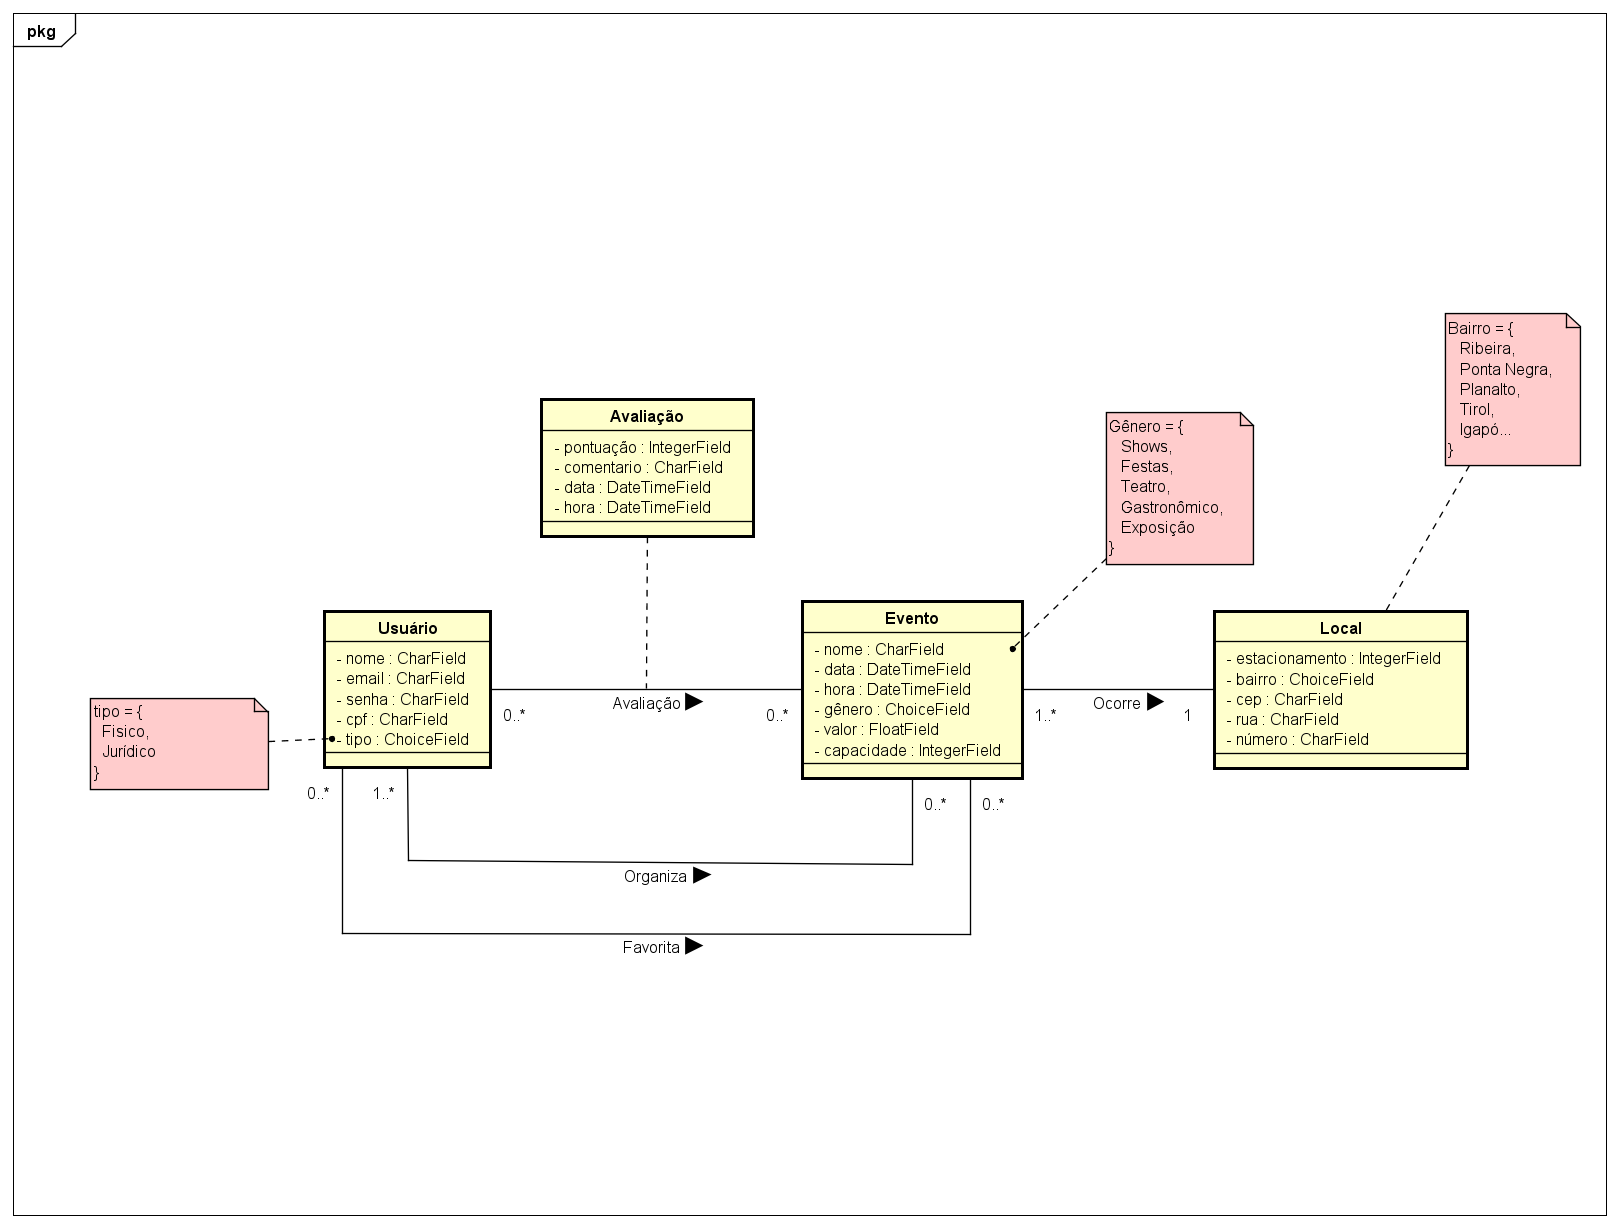 pkg
Bairro = {
Ribeira,
Ponta Negra,
Planalto,
Tirol,
Igapó...
}
Avaliação
- pontuação : IntegerField
- comentario : CharField
- data : DateTimeField
- hora : DateTimeField
Gênero = {
Shows,
Festas,
Teatro,
Gastronômico,
Exposição
}
tipo = {
Fisico,
Jurídico
}
Usuário
- nome : CharField
- email : CharField
- senha : CharField
- cpf : CharField
- tipo : ChoiceField
0..*
Avaliação
0..*
Evento
- nome : CharField
- data : DateTimeField
- hora : DateTimeField
- gênero : ChoiceField
- valor : FloatField
- capacidade : IntegerField
1..*
Ocorre
1
Local
- estacionamento : IntegerField
- bairro : ChoiceField
- cep : CharField
- rua : CharField
- número : CharField
0..*
1..*
0..*
0..*
Organiza
Favorita